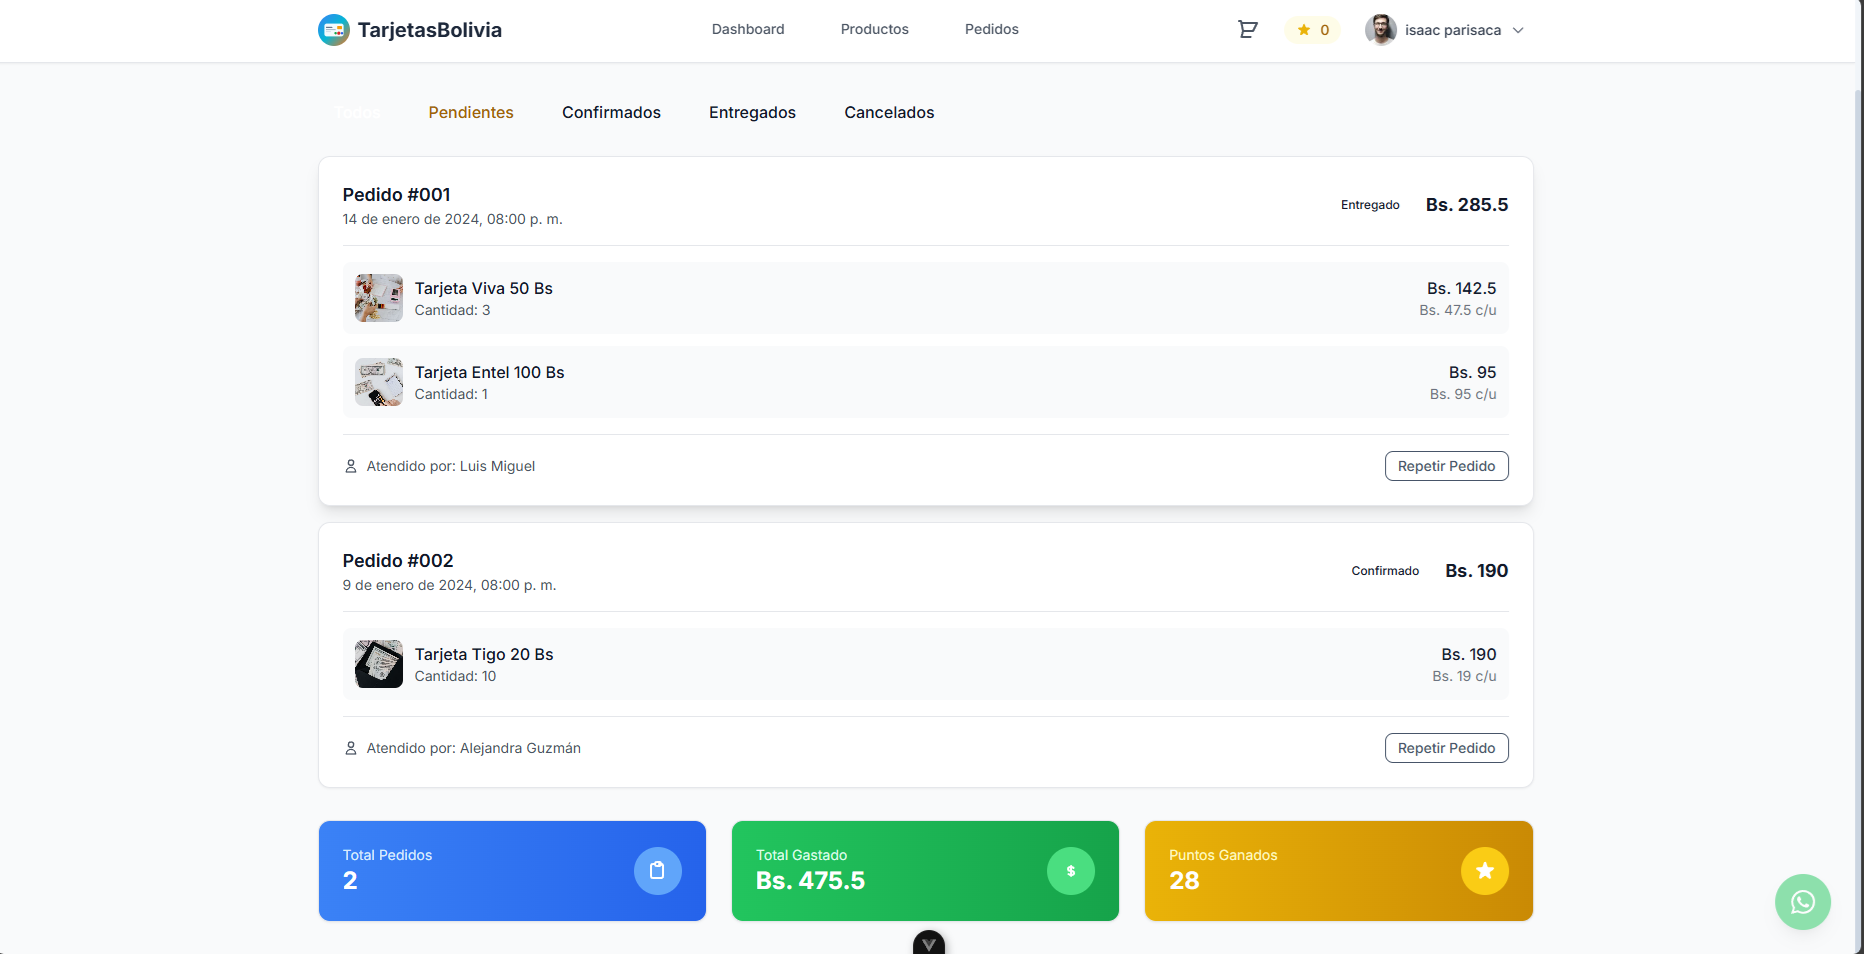 TarjetasBolivia
Dashboard
Productos
Pedidos
0
isaac parisaca
Todos
Pendientes
Confirmados
Entregados
Cancelados
Pedido #001
14 de enero de 2024, 08:00 p. m.
Entregado
Bs. 285.5
Tarjeta Viva 50 Bs
Cantidad: 3
Bs. 142.5
Bs. 47.5 c/u
Tarjeta Entel 100 Bs
Cantidad: 1
Bs. 95
Bs. 95 c/u
Atendido por: Luis Miguel
Repetir Pedido
Pedido #002
9 de enero de 2024, 08:00 p. m.
Confirmado
Bs. 190
Tarjeta Tigo 20 Bs
Cantidad: 10
Bs. 190
Bs. 19 c/u
Atendido por: Alejandra Guzmán
Repetir Pedido
Total Pedidos
2
Total Gastado
Bs. 475.5
$
Puntos Ganados
28